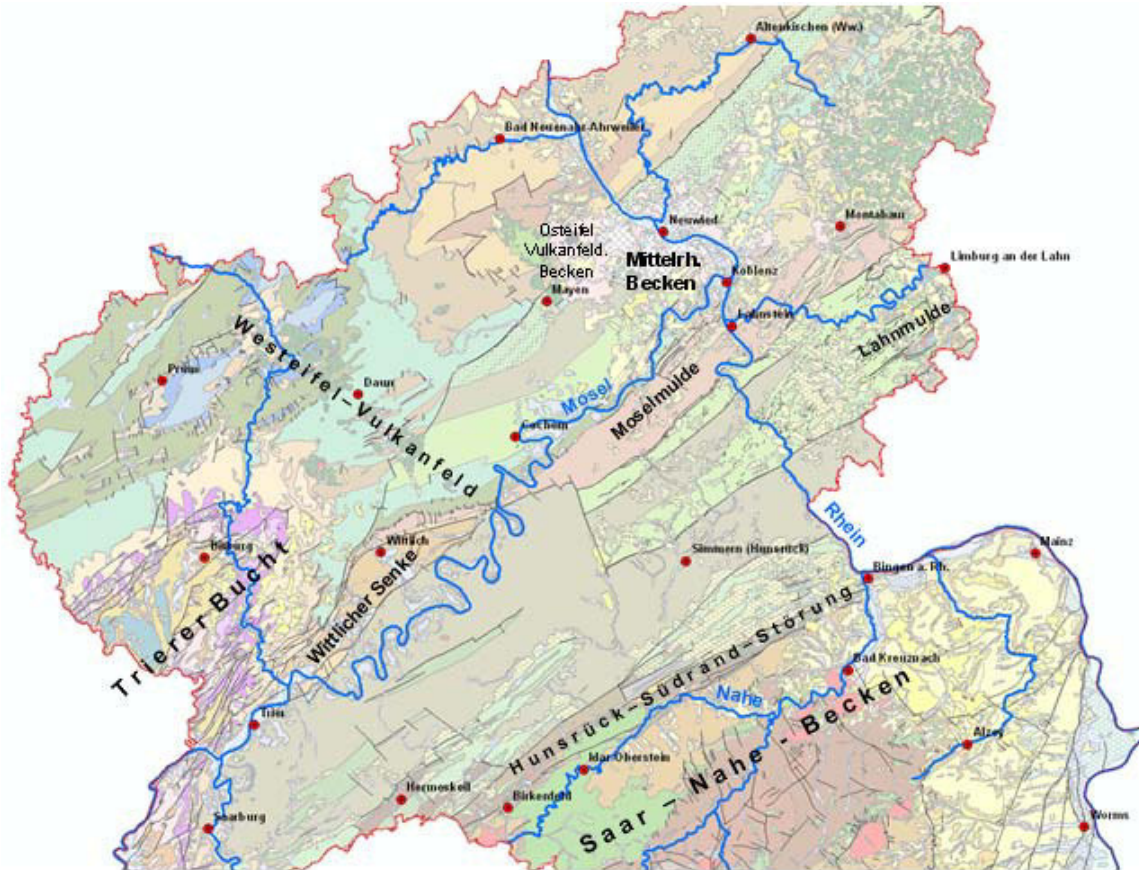 Altenkirchen (Ww.)
Bad Neuenahr-Ahrweiler
Neuwied
Montabaur
Osteifel
Vulkanfeld.
Becken
Mittelrh.
Becken
Limburg an der Lahn
Koblenz
Mayen
Lahnstein
Lahnmulde
Westeifel-Vulkanfeld
Prüm
Daun
Mosel
Moselmulde
Cochem
Rhein
Mainz
Bitburg
Wittlich
Simmern (Hunsrück)
Bingen a. Rh.
Trierer Bucht
Wittlicher Senke
Hunsrück-Südrand-Störung
Bad Kreuznach
Nahe
Trier
Alzey
Saar - Nahe - Becken
Idar-Oberstein
Hermeskeil
Birkenfeld
Saarburg
Worms